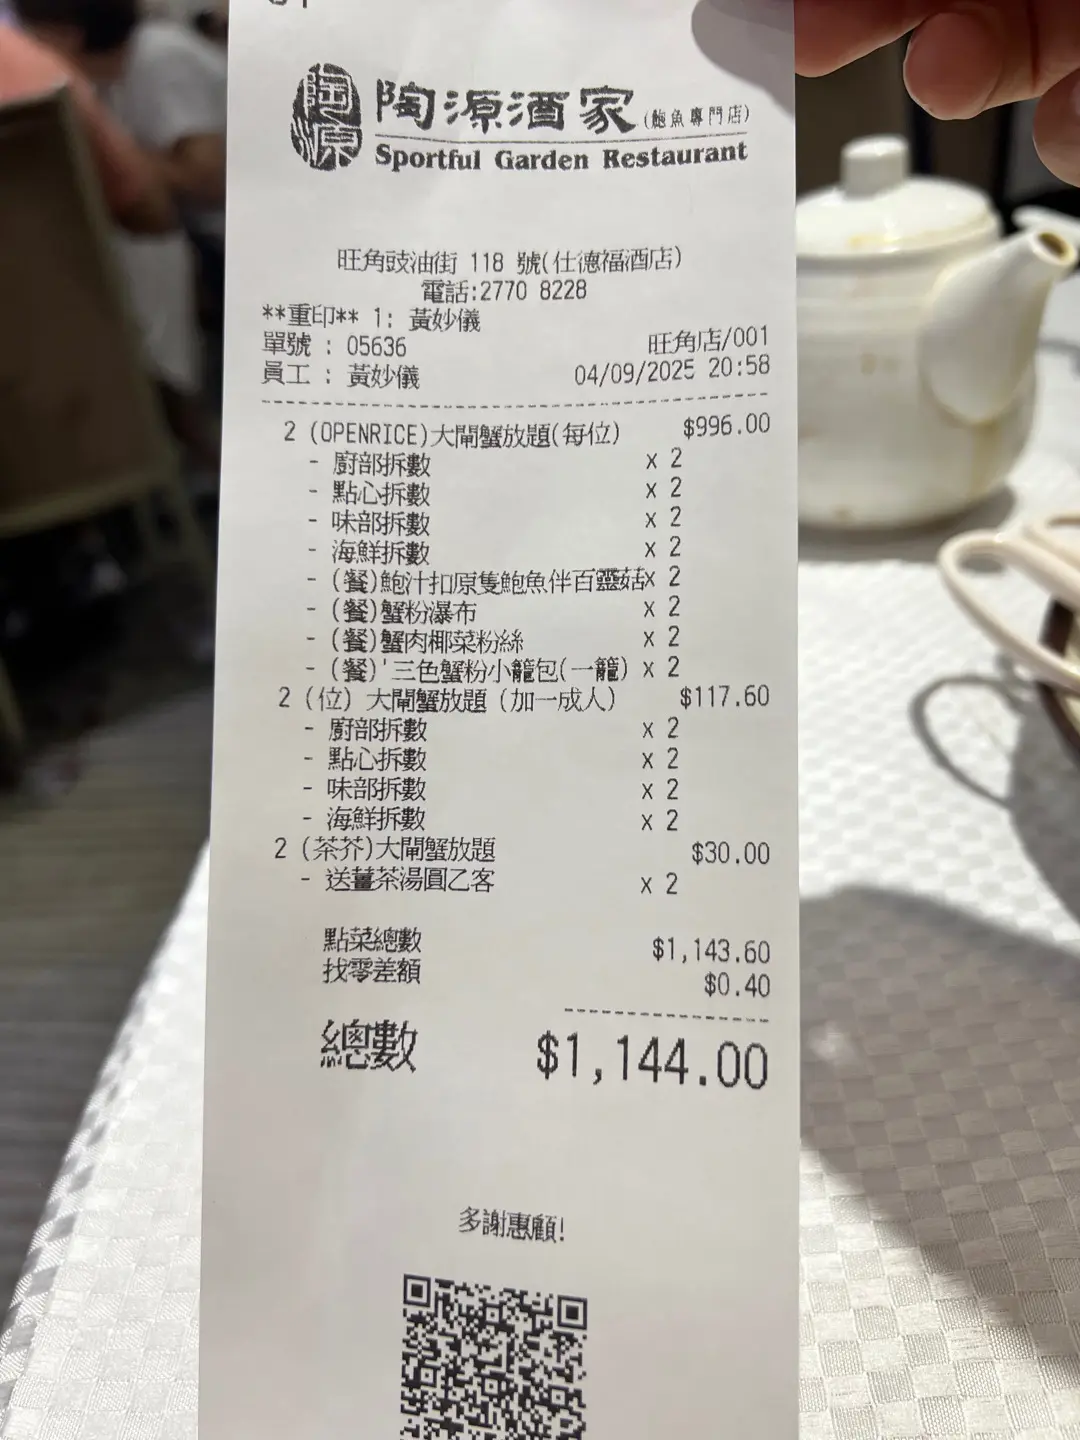 陶源
陶源酒家(鮑魚專門店)
Sportful Garden Restaurant
旺角豉油街 118 號(仕德福酒店)
電話:2770 8228
**重印** 1: 黃妙儀
單號 : 05636 旺角店/001
員工 : 黃妙儀 04/09/2025 20:58
2 (OPENRICE)大閘蟹放題(每位) $996.00
- 廚部拆數 x 2
- 點心拆數 x 2
- 味部拆數 x 2
- 海鮮拆數 x 2
- (餐)鮑汁扣原隻鮑魚伴百靈菇x 2
- (餐)蟹粉瀑布 x 2
- (餐)蟹肉椰菜粉絲 x 2
- (餐)'三色蟹粉小籠包(一籠) x 2
2 (位) 大閘蟹放題 (加一成人) $117.60
- 廚部拆數 x 2
- 點心拆數 x 2
- 味部拆數 x 2
- 海鮮拆數 x 2
2 (茶芥)大閘蟹放題 $30.00
- 送薑茶湯圓乙客 x 2
點菜總數 $1,143.60
找零差額 $0.40
總數 $1,144.00
多謝惠顧!